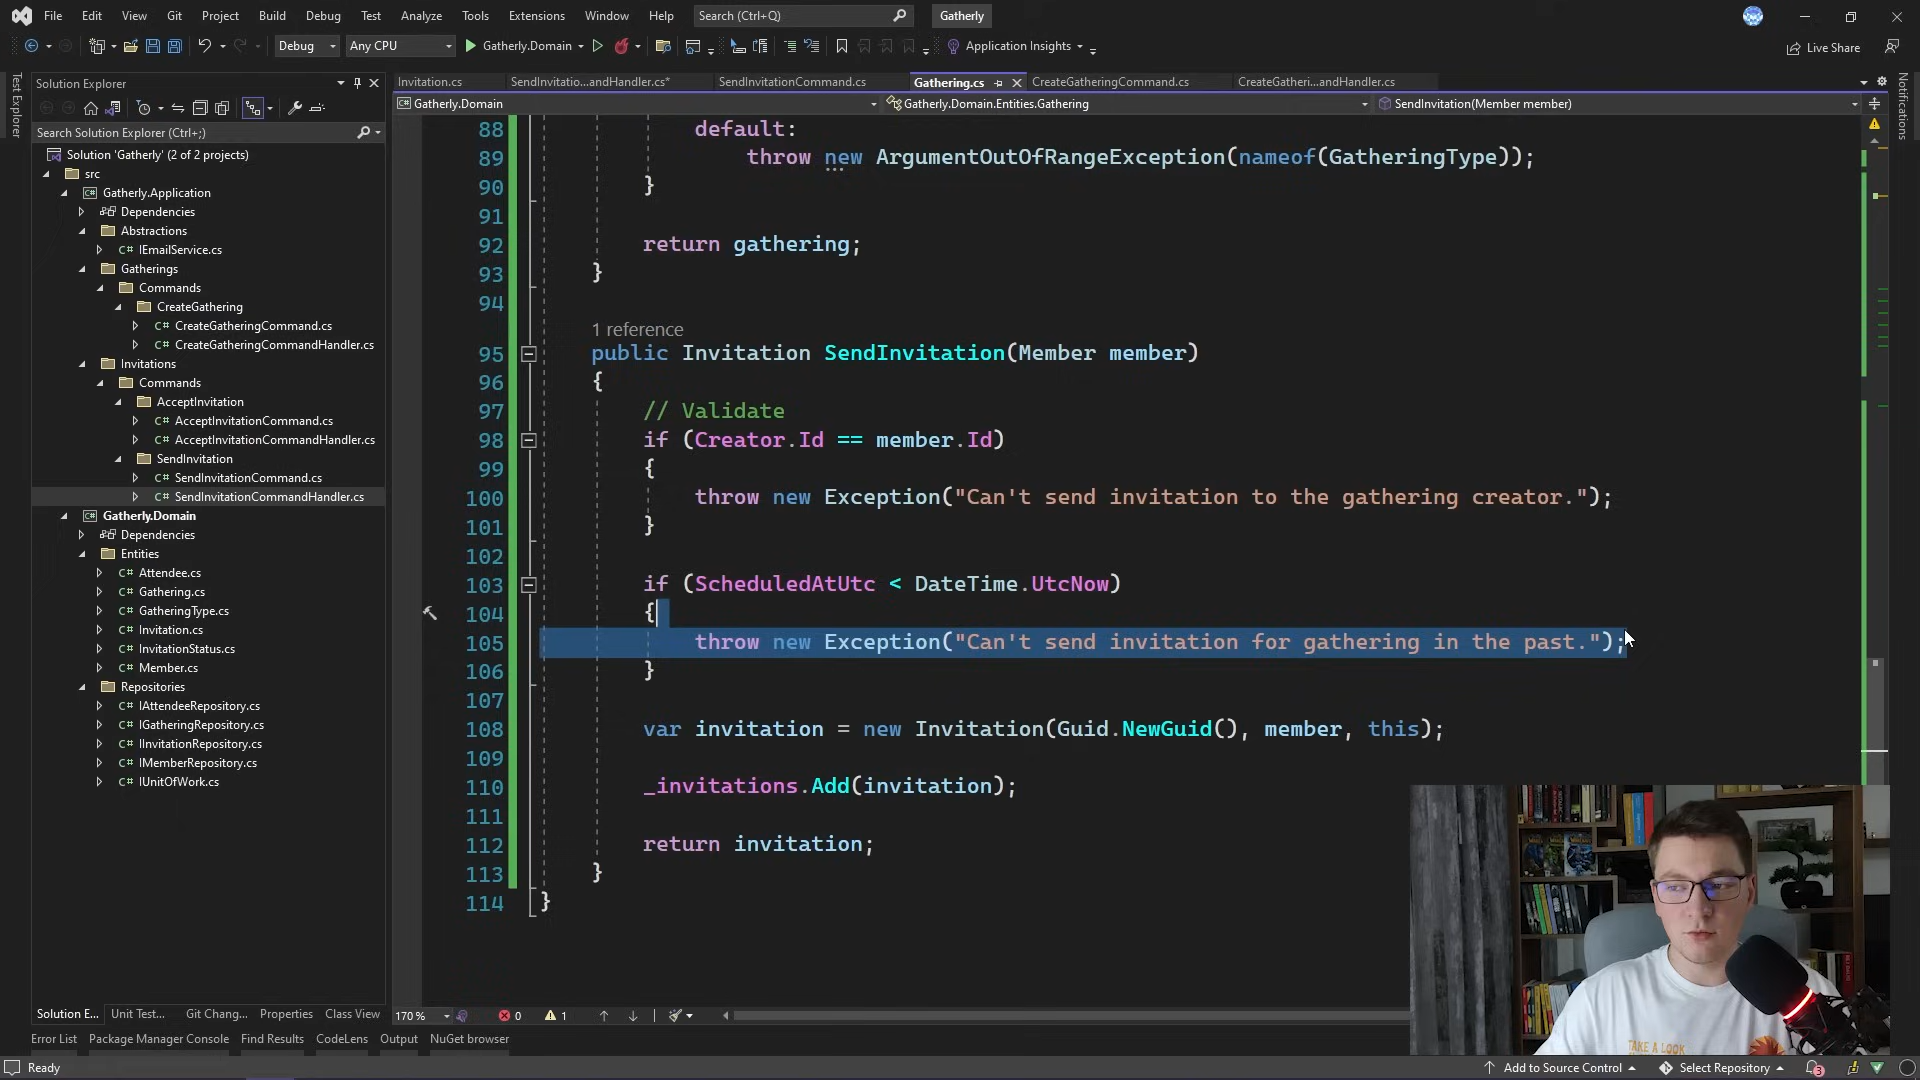 File Edit View Git Project Build Debug Test Analyze Tools Extensions Window Help Search (Ctrl+Q) Gatherly
Debug Any CPU Gatherly.Domain Application Insights Live Share
Test Explorer
Solution Explorer
Search Solution Explorer (Ctrl+;)
Solution 'Gatherly' (2 of 2 projects)
src
Gatherly.Application
Dependencies
Abstractions
C# IEmailService.cs
Gatherings
Commands
CreateGathering
C# CreateGatheringCommand.cs
C# CreateGatheringCommandHandler.cs
Invitations
Commands
AcceptInvitation
C# AcceptInvitationCommand.cs
C# AcceptInvitationCommandHandler.cs
SendInvitation
C# SendInvitationCommand.cs
C# SendInvitationCommandHandler.cs
Gatherly.Domain
Dependencies
Entities
C# Attendee.cs
C# Gathering.cs
C# GatheringType.cs
C# Invitation.cs
C# InvitationStatus.cs
C# Member.cs
Repositories
C# IAttendeeRepository.cs
C# IGatheringRepository.cs
C# IInvitationRepository.cs
C# IMemberRepository.cs
C# IUnitOfWork.cs
Solution E... Unit Test... Git Chang... Properties Class View
Invitation.cs SendInvitatio...andHandler.cs* SendInvitationCommand.cs Gathering.cs CreateGatheringCommand.cs CreateGatheri...andHandler.cs
Gatherly.Domain Gatherly.Domain.Entities.Gathering SendInvitation(Member member)
88 default:
89 throw new ArgumentOutOfRangeException(nameof(GatheringType));
90 }
91
92 return gathering;
93 }
94
1 reference
95 public Invitation SendInvitation(Member member)
96 {
97 // Validate
98 if (Creator.Id == member.Id)
99 {
100 throw new Exception("Can't send invitation to the gathering creator.");
101 }
102
103 if (ScheduledAtUtc < DateTime.UtcNow)
104 {
105 throw new Exception("Can't send invitation for gathering in the past.");
106 }
107
108 var invitation = new Invitation(Guid.NewGuid(), member, this);
109
110 _invitations.Add(invitation);
111
112 return invitation;
113 }
114 }
Notifications
TAKE A LOOK
170 % 0 1
Error List Package Manager Console Find Results CodeLens Output NuGet browser
Ready Add to Source Control Select Repository 3